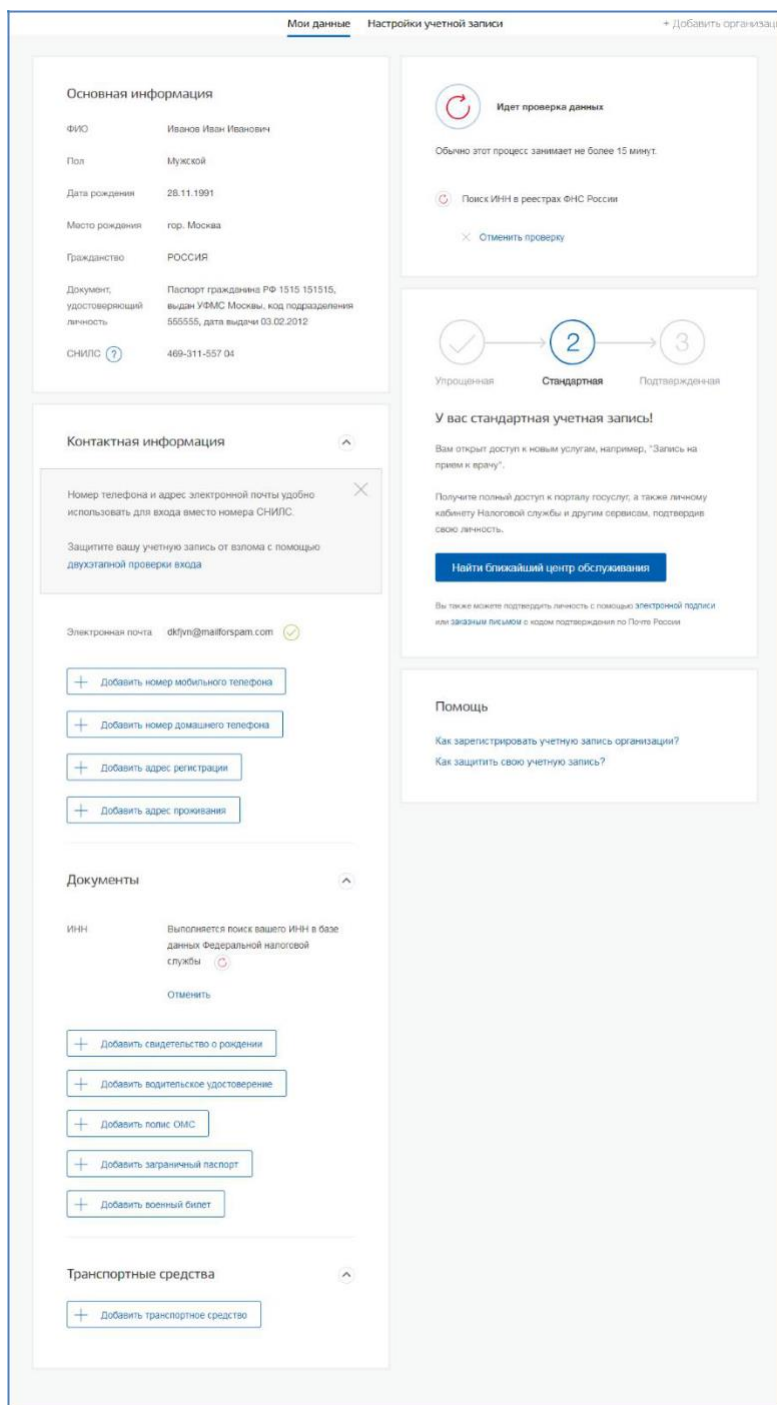 Мои данные
Настройки учетной записи
+ Добавить организац
Основная информация
ФИО
Иванов Иван Иванович
Пол
Мужской
Дата рождения
28.11.1991
Место рождения
гор. Москва
Гражданство
РОССИЯ
Документ,
удостоверяющий
личность
Паспорт гражданина РФ 1515 151515,
выдан УФМС Москвы, код подразделения
555555, дата выдачи 03.02.2012
СНИЛС ?
469-311-557 04
Контактная информация
Номер телефона и адрес электронной почты удобно
использовать для входа вместо номера СНИЛС.
Защитите вашу учетную запись от взлома с помощью
двухэтапной проверки входа
Электронная почта
dkfjvn@mailforspam.com
Добавить номер мобильного телефона
Добавить номер домашнего телефона
Добавить адрес регистрации
Добавить адрес проживания
Документы
ИНН
Выполняется поиск вашего ИНН в базе
данных Федеральной налоговой
службы
Отменить
Добавить свидетельство о рождении
Добавить водительское удостоверение
Добавить полис ОМС
Добавить заграничный паспорт
Добавить военный билет
Транспортные средства
Добавить транспортное средство
Идет проверка данных
Обычно этот процесс занимает не более 15 минут.
Поиск ИНН в реестрах ФНС России
Отменить проверку
2
3
Упрощенная
Стандартная
Подтвержденная
У вас стандартная учетная запись!
Вам открыт доступ к новым услугам, например, "Запись на
прием к врачу".
Получите полный доступ к порталу госуслуг, а также личному
кабинету Налоговой службы и другим сервисам, подтвердив
свою личность.
Найти ближайший центр обслуживания
Вы также можете подтвердить личность с помощью электронной подписи
или заказным письмом с кодом подтверждения по Почте России
Помощь
Как зарегистрировать учетную запись организации?
Как защитить свою учетную запись?